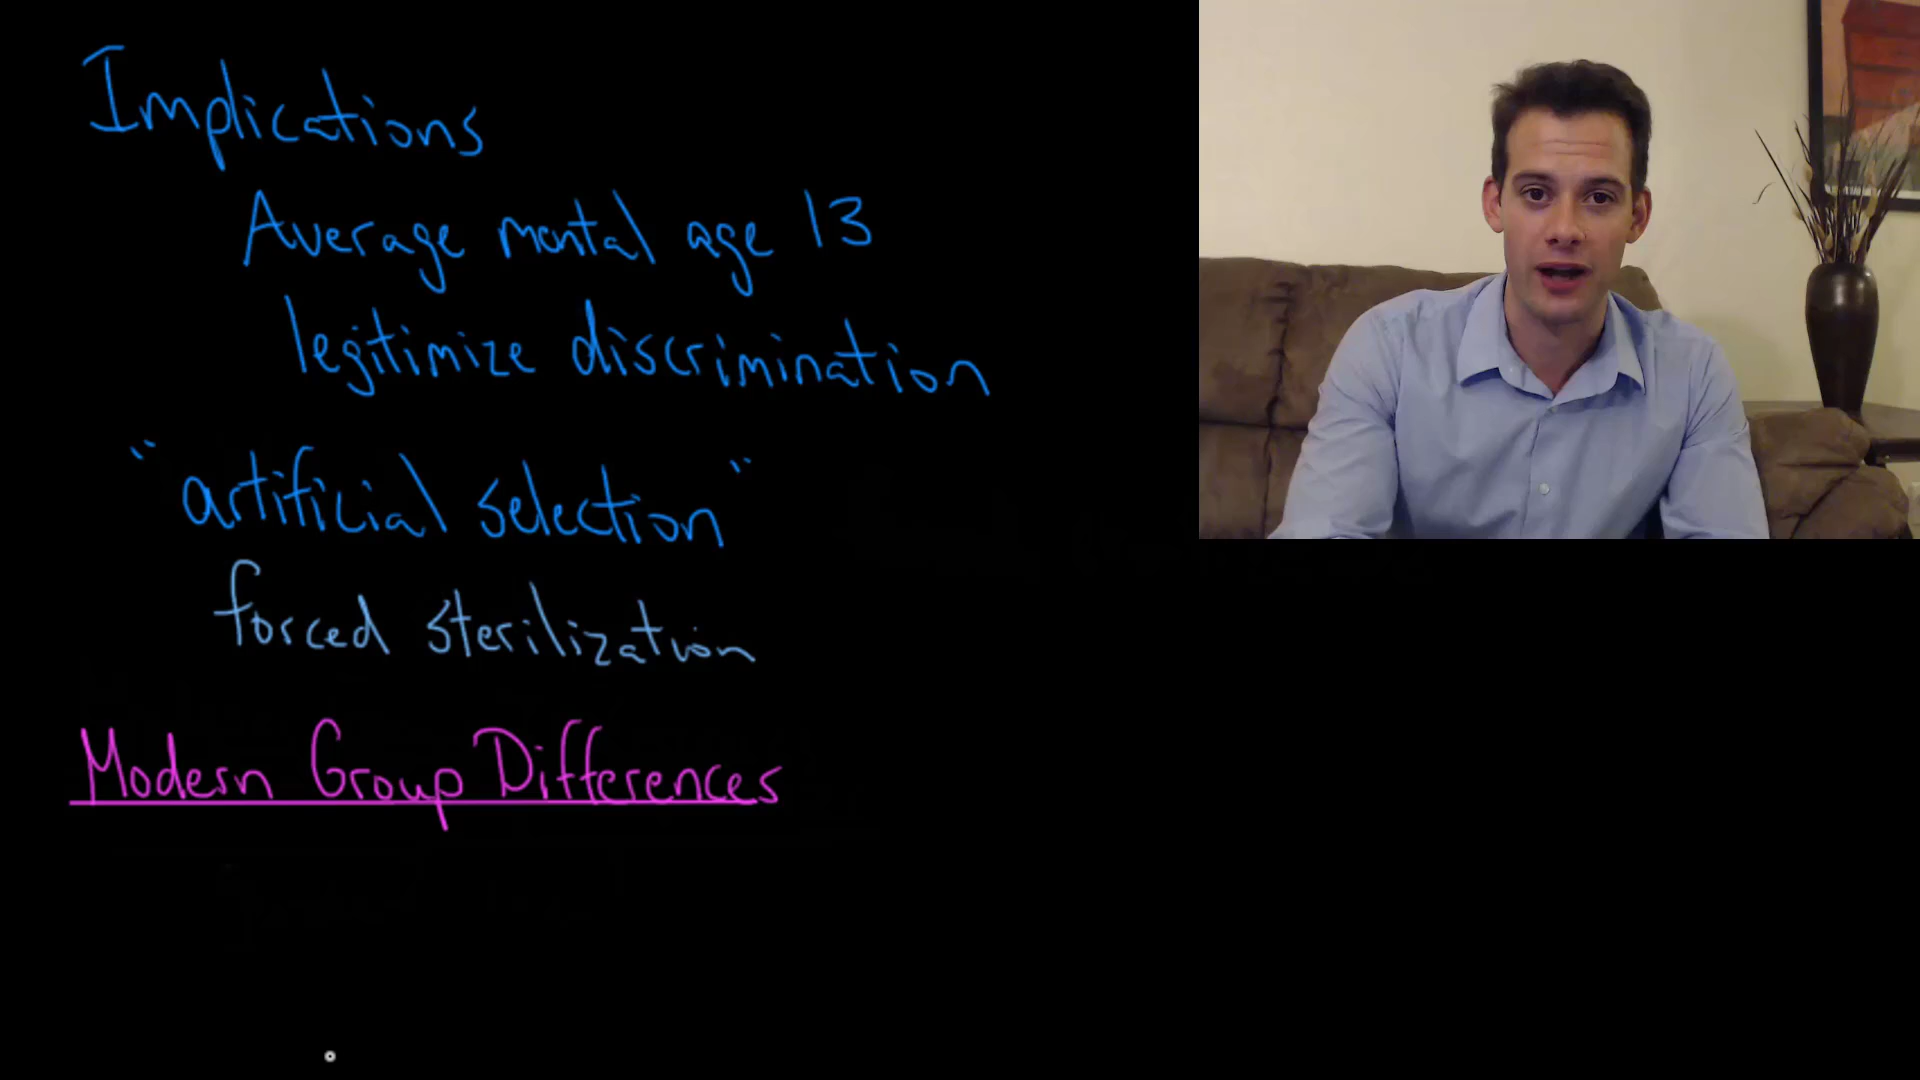 Implications
Average mental age 13
legitimize discrimination
"artificial selection"
forced sterilization
Modern Group Differences